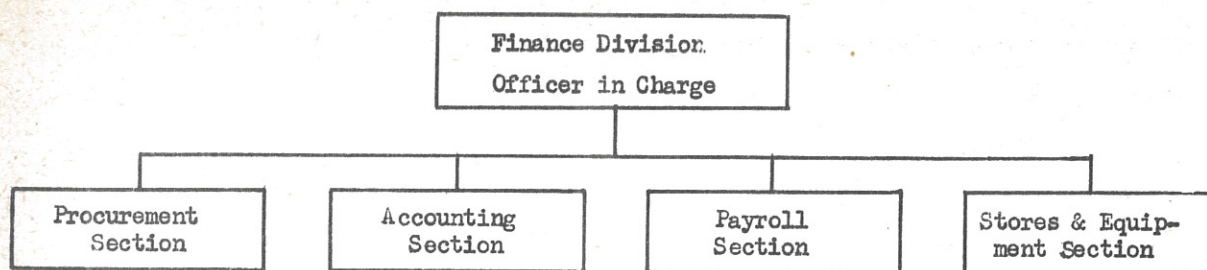 Finance Division
Officer in Charge
Procurement
Section
Accounting
Section
Payroll
Section
Stores & Equip-
ment Section